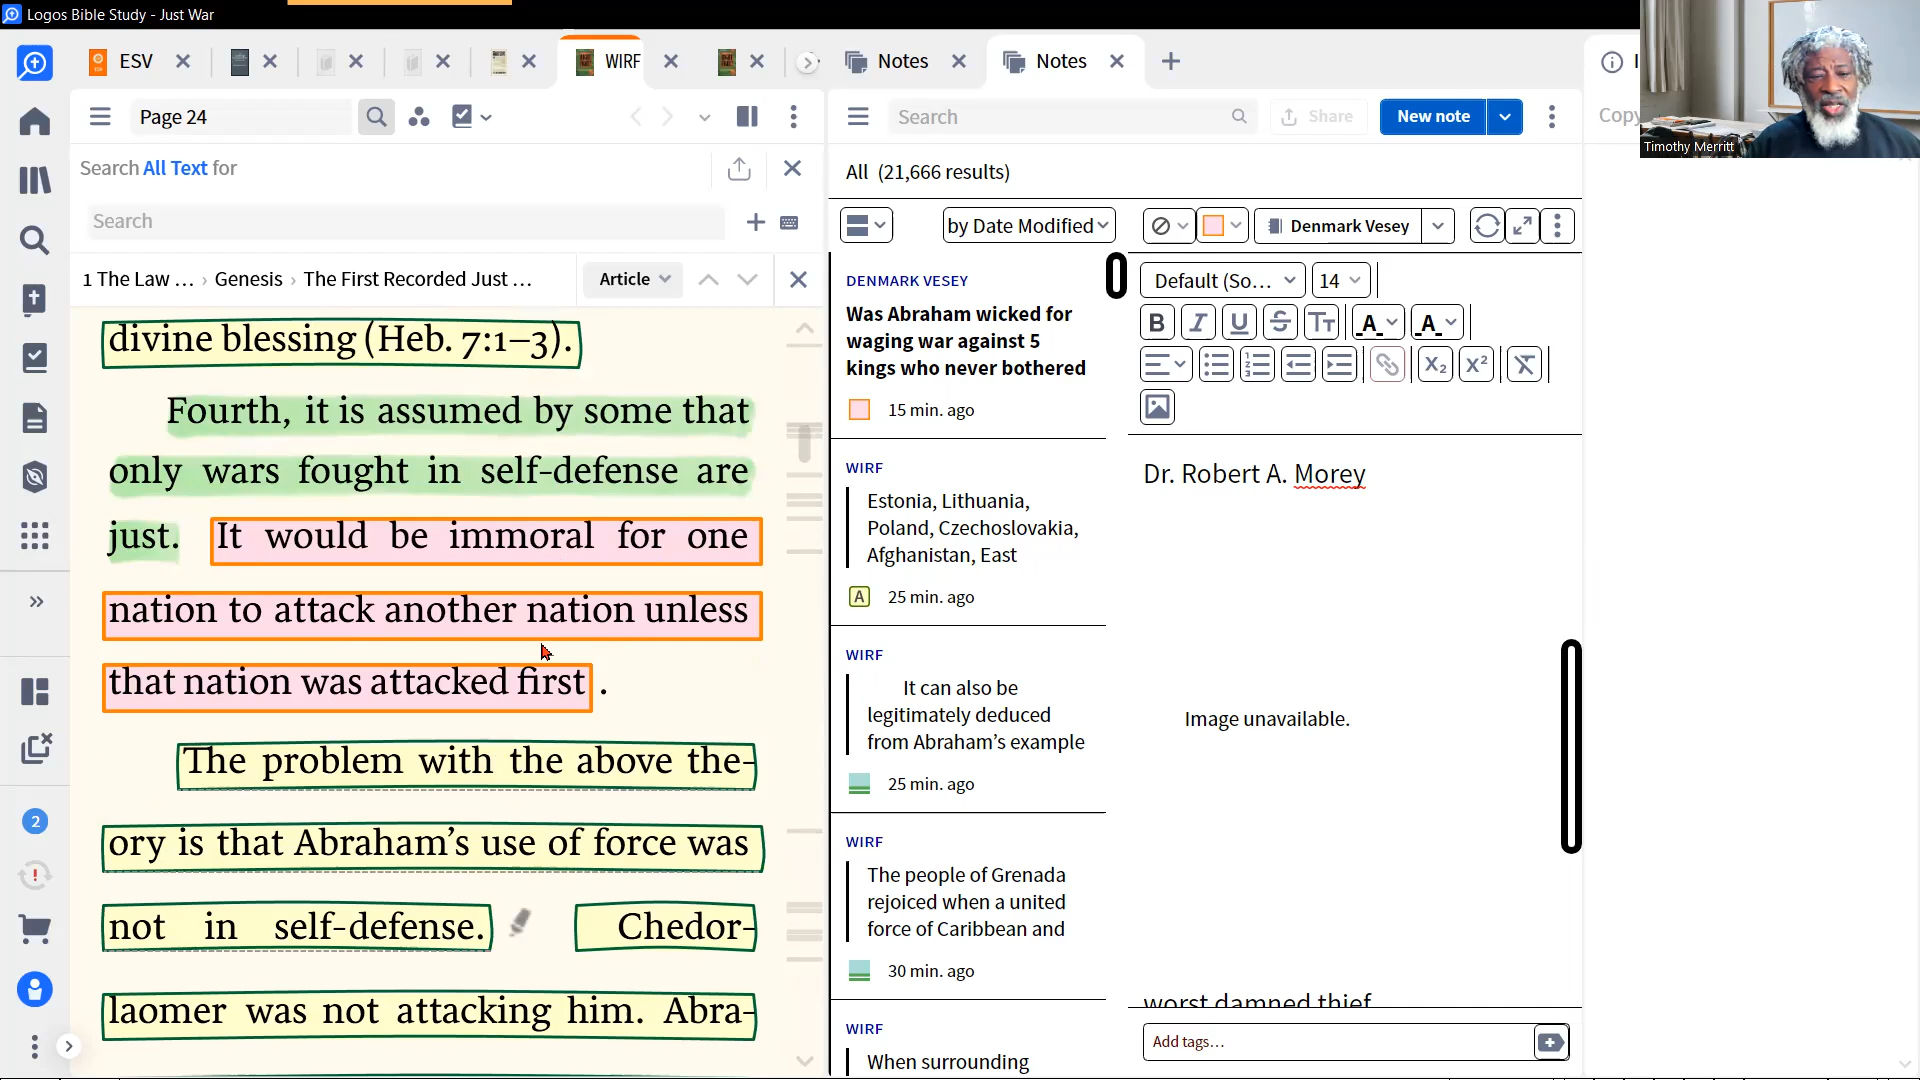 Logos Bible Study - Just War
ESV
WIRF
Notes
Notes
Page 24
Search
Share
New note
Copy
Timothy Merritt
Search All Text for
All (21,666 results)
Search
by Date Modified
Denmark Vesey
1 The Law ... › Genesis › The First Recorded Just ...
Article
divine blessing (Heb. 7:1–3).
Fourth, it is assumed by some that
only wars fought in self-defense are
just. It would be immoral for one
nation to attack another nation unless
that nation was attacked first .
The problem with the above the-
ory is that Abraham’s use of force was
not in self-defense. Chedor-
laomer was not attacking him. Abra-
2
DENMARK VESEY
Was Abraham wicked for
waging war against 5
kings who never bothered
15 min. ago
WIRF
Estonia, Lithuania,
Poland, Czechoslovakia,
Afghanistan, East
A 25 min. ago
WIRF
It can also be
legitimately deduced
from Abraham’s example
25 min. ago
WIRF
The people of Grenada
rejoiced when a united
force of Caribbean and
30 min. ago
WIRF
When surrounding
Default (So... 14
B I U S TT A A
X₂ X²
Dr. Robert A. Morey
Image unavailable.
worst damned thief
Add tags...